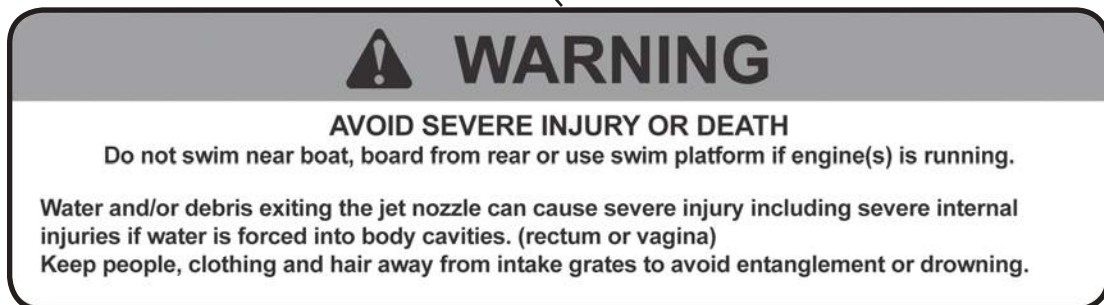 WARNING
AVOID SEVERE INJURY OR DEATH
Do not swim near boat, board from rear or use swim platform if engine(s) is running.
Water and/or debris exiting the jet nozzle can cause severe injury including severe internal
injuries if water is forced into body cavities. (rectum or vagina)
Keep people, clothing and hair away from intake grates to avoid entanglement or drowning.